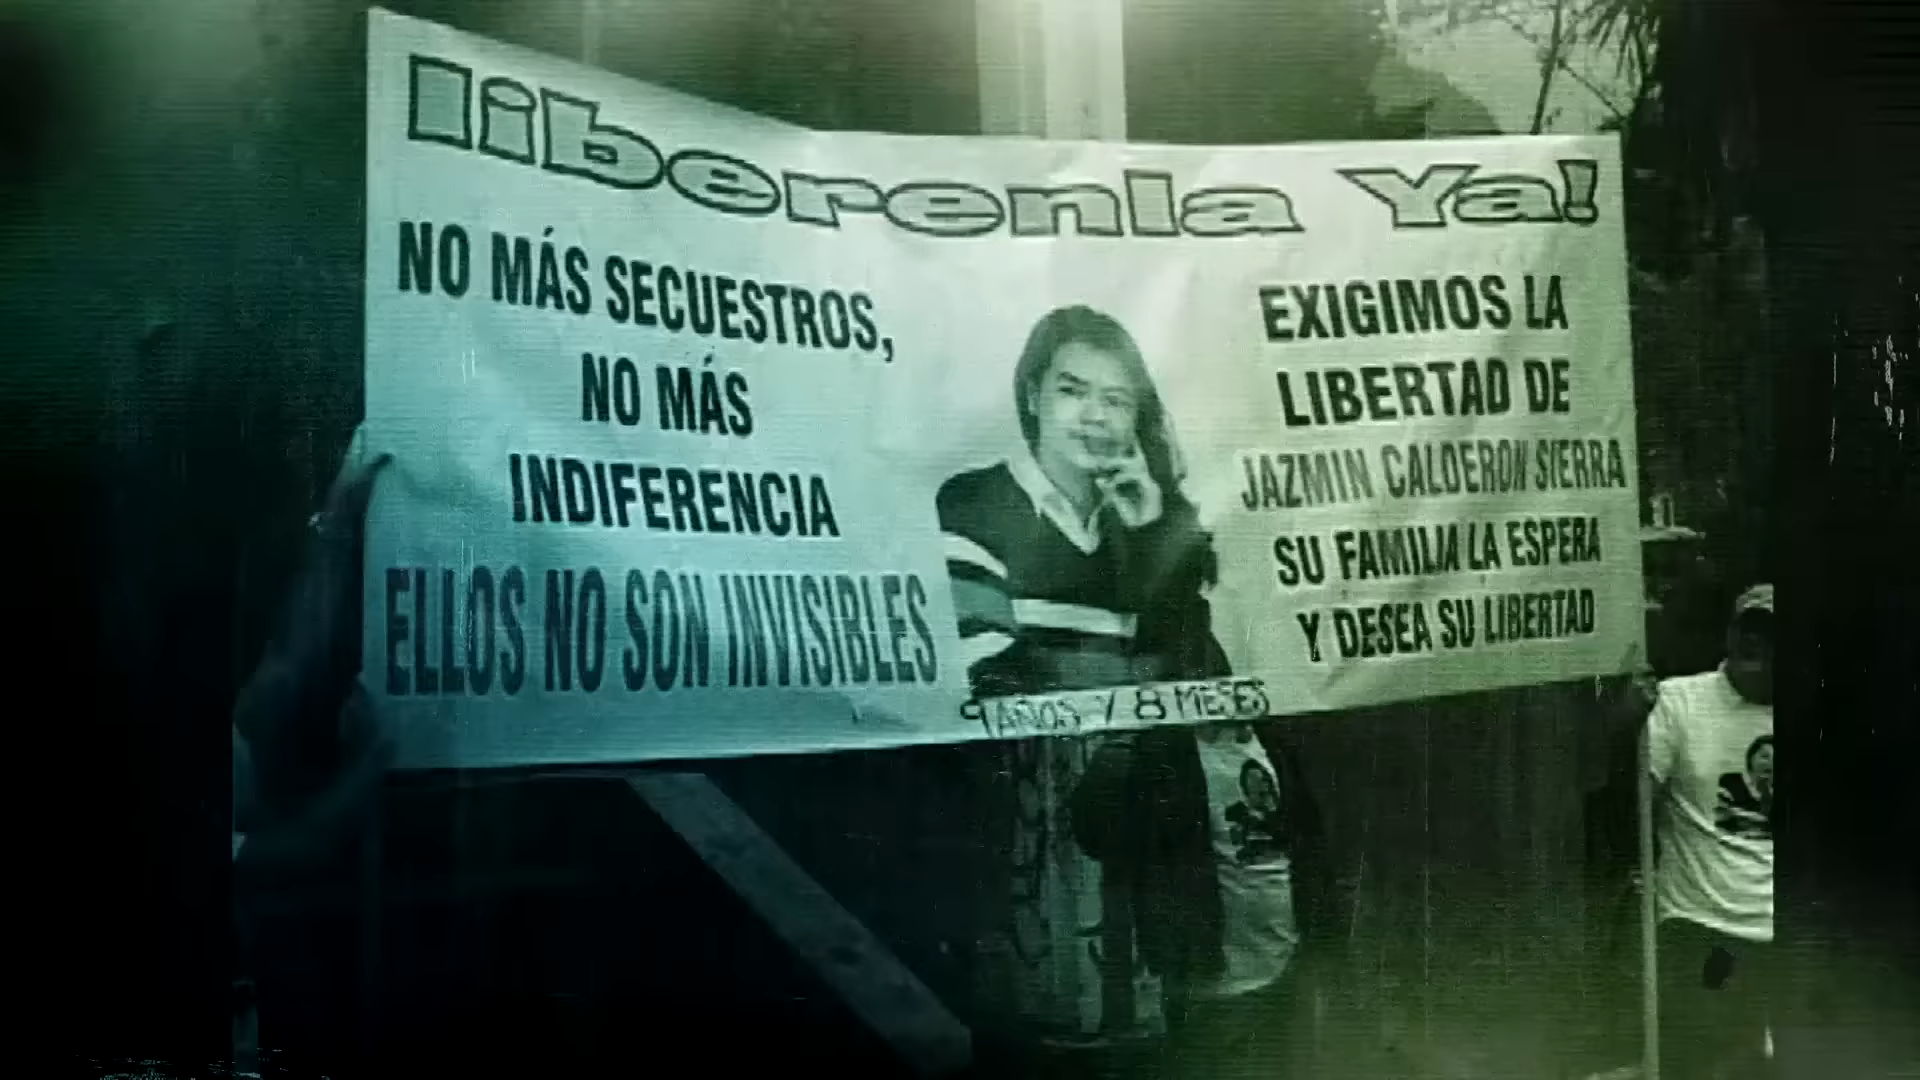 liberenla Ya!
NO MÁS SECUESTROS,
NO MÁS
INDIFERENCIA
ELLOS NO SON INVISIBLES
EXIGIMOS LA
LIBERTAD DE
JAZMIN CALDERON SIERRA
SU FAMILIA LA ESPERA
Y DESEA SU LIBERTAD
9 AÑOS Y 8 MESES